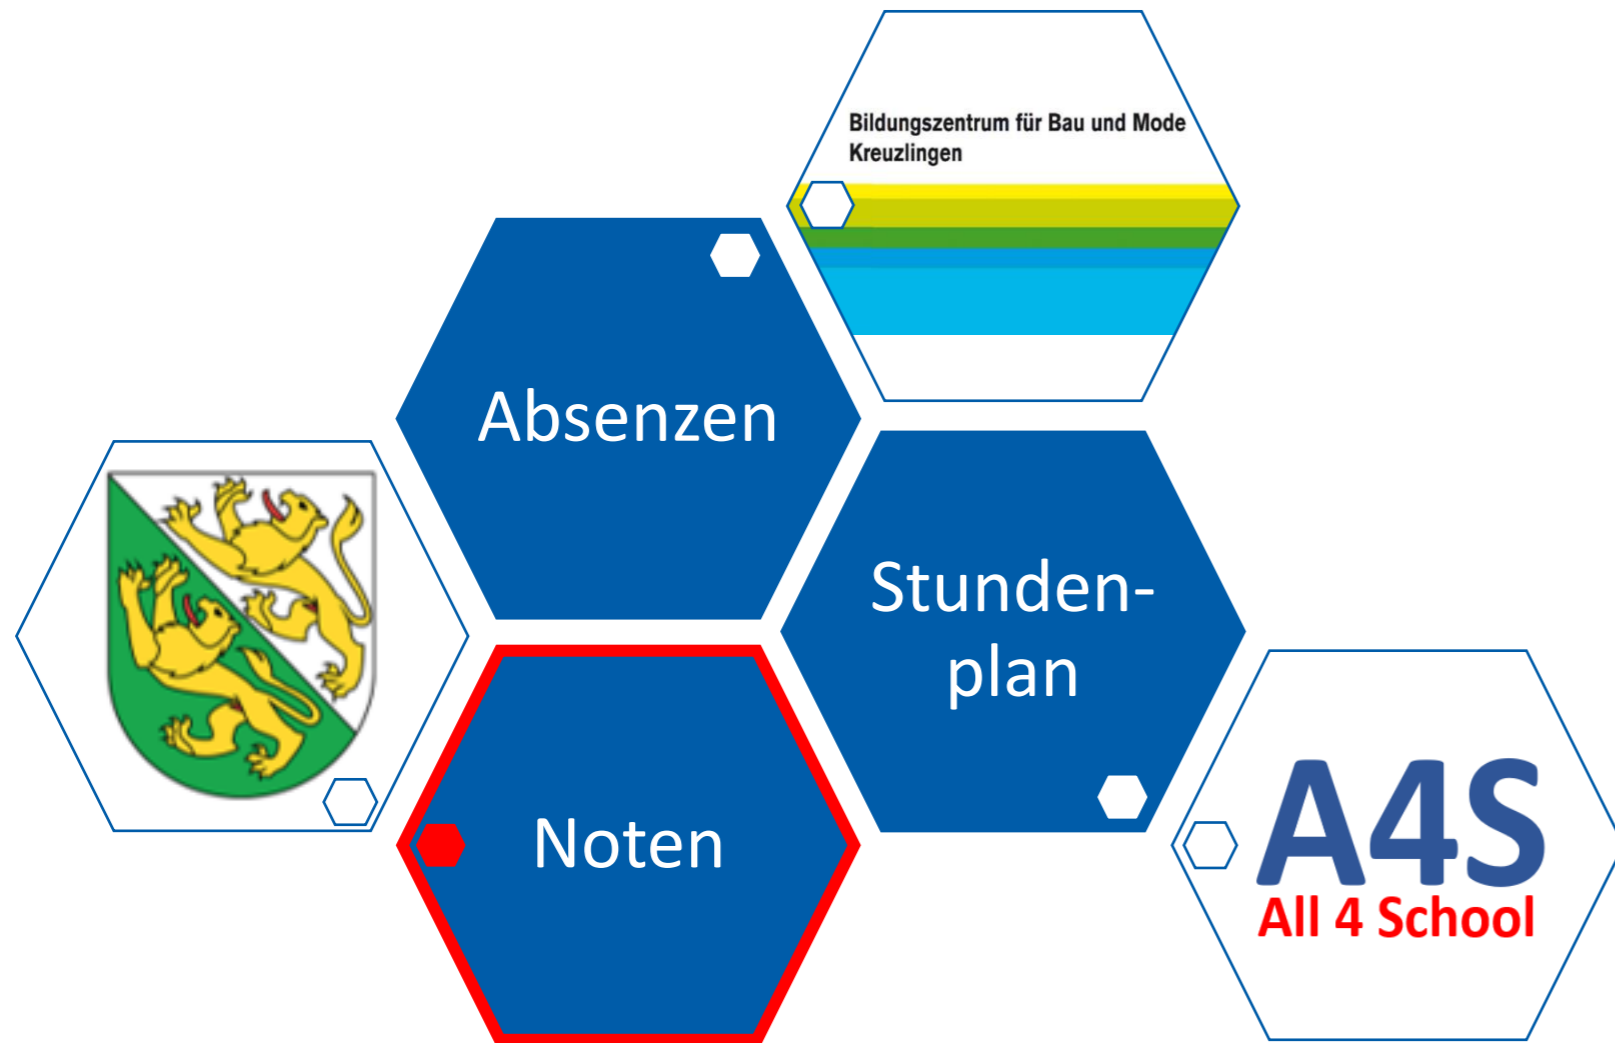 Bildungszentrum für Bau und Mode
Kreuzlingen
Absenzen
Stunden-
plan
Noten
A4S
All 4 School